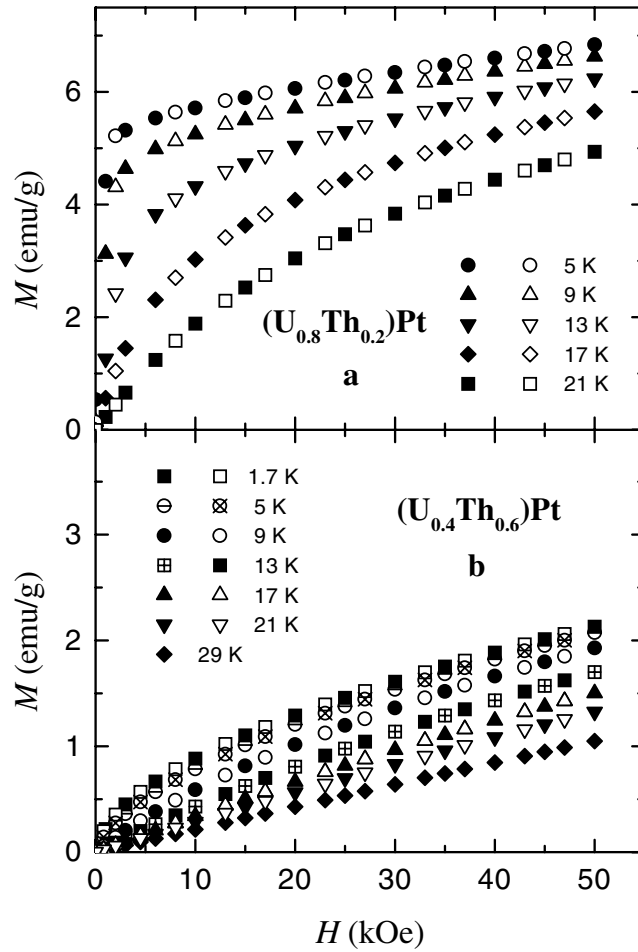 6
4
2
0
M (emu/g)
5 K
9 K
13 K
17 K
21 K
(U0.8Th0.2)Pt
a
3
2
1
0
M (emu/g)
1.7 K
5 K
9 K
13 K
17 K
21 K
29 K
(U0.4Th0.6)Pt
b
0 10 20 30 40 50
H (kOe)